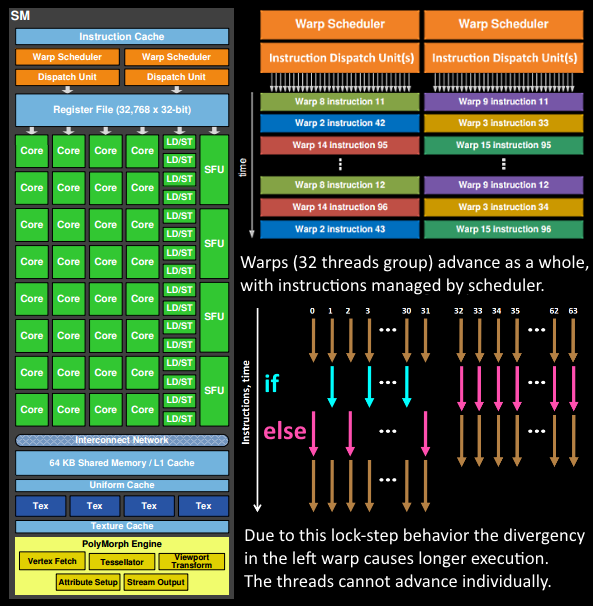 SM
Instruction Cache
Warp Scheduler Warp Scheduler
Dispatch Unit Dispatch Unit
Register File (32,768 x 32-bit)
Core Core Core Core LD/ST
LD/ST
SFU
Core Core Core Core LD/ST
LD/ST
Core Core Core Core LD/ST
LD/ST
SFU
Core Core Core Core LD/ST
LD/ST
Core Core Core Core LD/ST
LD/ST
SFU
Core Core Core Core LD/ST
LD/ST
Core Core Core Core LD/ST
LD/ST
SFU
Core Core Core Core LD/ST
LD/ST
Interconnect Network
64 KB Shared Memory / L1 Cache
Uniform Cache
Tex Tex Tex Tex
Texture Cache
PolyMorph Engine
Vertex Fetch Tessellator Viewport
Transform
Attribute Setup Stream Output
Warp Scheduler Warp Scheduler
Instruction Dispatch Unit(s) Instruction Dispatch Unit(s)
time
Warp 8 instruction 11 Warp 9 instruction 11
Warp 2 instruction 42 Warp 3 instruction 33
Warp 14 instruction 95 Warp 15 instruction 95
Warp 8 instruction 12 Warp 9 instruction 12
Warp 14 instruction 96 Warp 3 instruction 34
Warp 2 instruction 43 Warp 15 instruction 96
Warps (32 threads group) advance as a whole,
with instructions managed by scheduler.
0 1 2 3 ... 30 31 32 33 34 35 ... 62 63
Instructions, time
if
else
Due to this lock-step behavior the divergency
in the left warp causes longer execution.
The threads cannot advance individually.